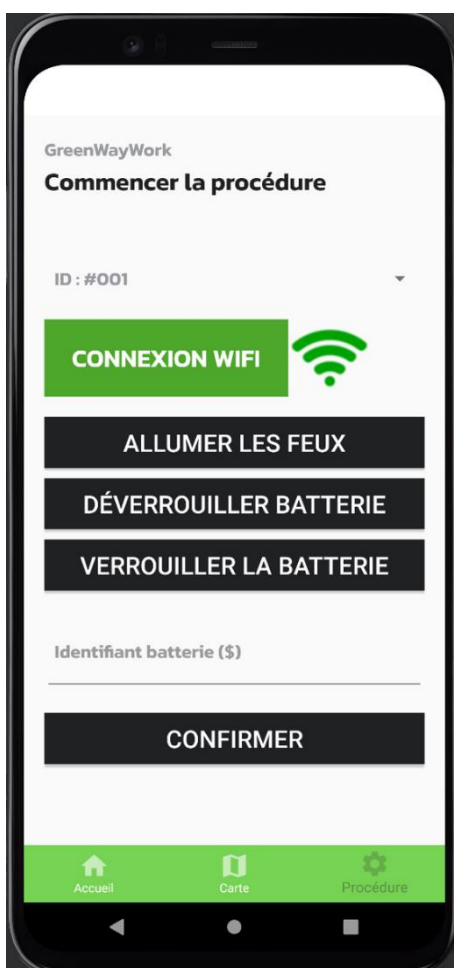 GreenWayWork
Commencer la procédure
ID : #001
CONNEXION WIFI
ALLUMER LES FEUX
DÉVERROUILLER BATTERIE
VERROUILLER LA BATTERIE
Identifiant batterie ($)
CONFIRMER
Accueil Carte Procédure